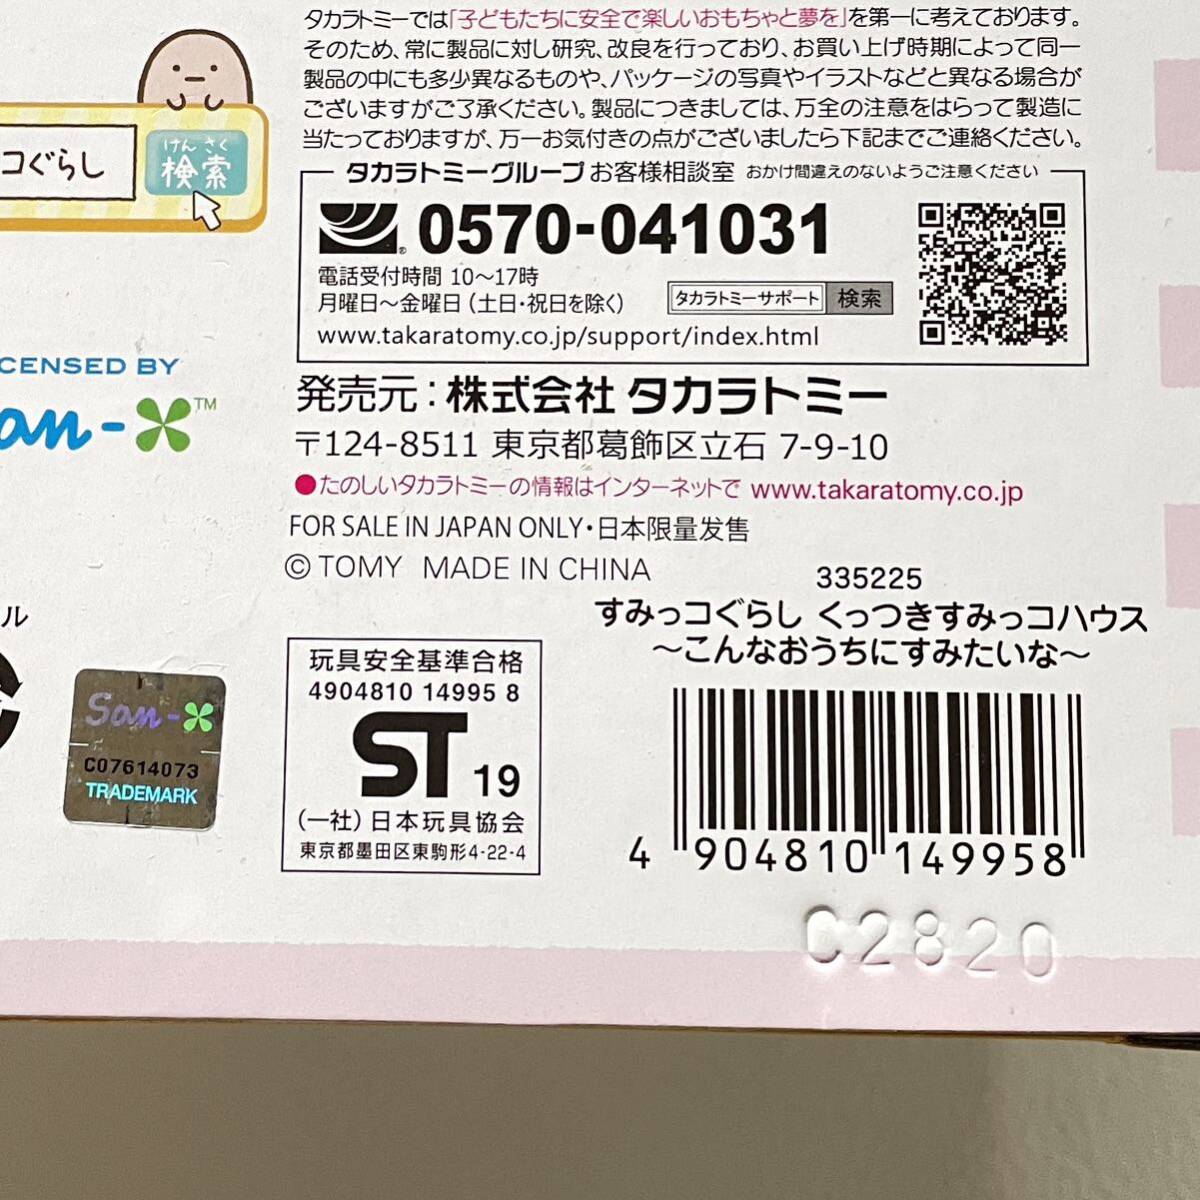 タカラトミーでは「子どもたちに安全で楽しいおもちゃと夢を」を第一に考えております。
そのため、常に製品に対し研究、改良を行っており、お買い上げ時期によって同一
製品の中にも多少異なるものや、パッケージの写真やイラストなどと異なる場合が
ございますがご了承ください。製品につきましては、万全の注意をはらって製造に
当たっておりますが、万一お気付きの点がございましたら下記までご連絡ください。
コぐらし
けん さく
検索
タカラトミーグループ お客様相談室 おかけ間違えのないようご注意ください
® 0570-041031
電話受付時間 10〜17時
月曜日〜金曜日（土日・祝日を除く）
タカラトミーサポート 検索
www.takaratomy.co.jp/support/index.html
CENSED BY
San-X™
発売元：株式会社 タカラトミー
〒124-8511 東京都葛飾区立石 7-9-10
●たのしいタカラトミーの情報はインターネットで www.takaratomy.co.jp
FOR SALE IN JAPAN ONLY・日本限量发售
© TOMY MADE IN CHINA
335225
すみっコぐらし くっつきすみっコハウス
〜こんなおうちにすみたいな〜
ル
San-X
C07614073
TRADEMARK
玩具安全基準合格
4904810 14995 8
ST 19
（一社）日本玩具協会
東京都墨田区東駒形4-22-4
4 904810 149958
C2820